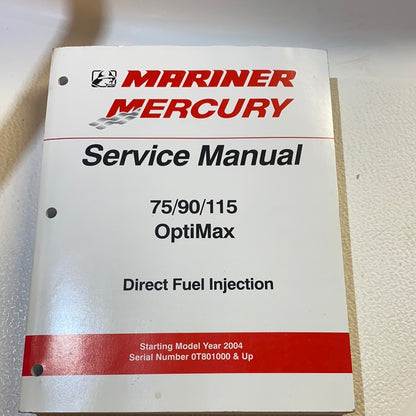 MARINER
MERCURY
Service Manual
75/90/115
OptiMax
Direct Fuel Injection
Starting Model Year 2004
Serial Number 0T801000 & Up